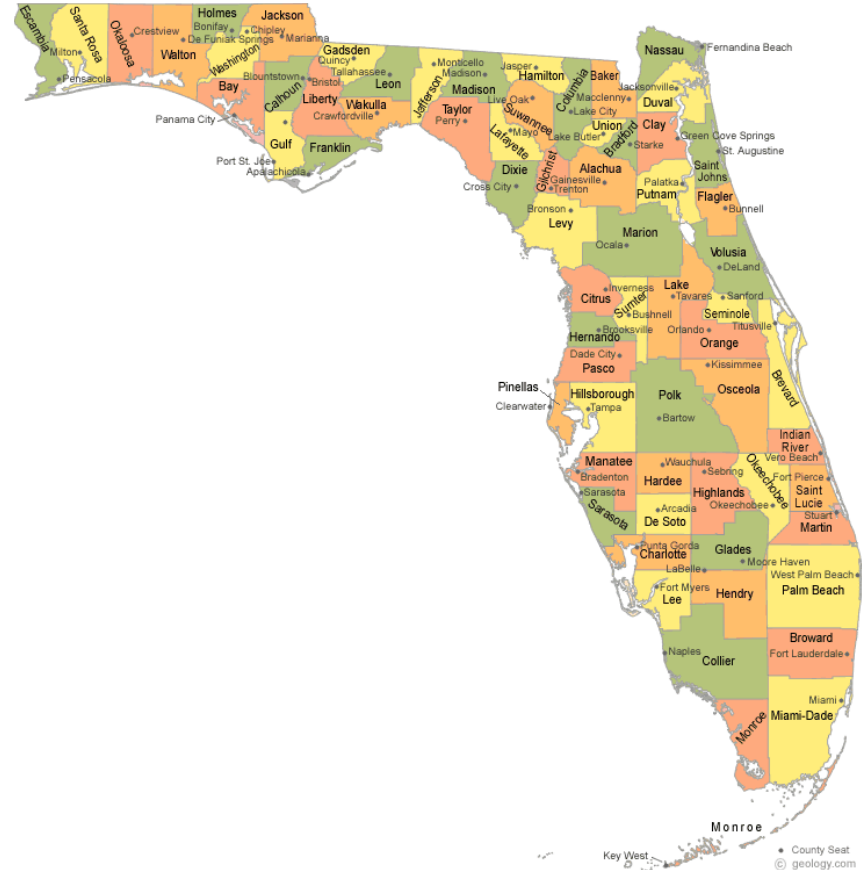 Escambia
Santa Rosa
Milton
Pensacola
Okaloosa
Crestview
Walton
De Funiak Springs
Holmes
Bonifay
Washington
Chipley
Jackson
Marianna
Bay
Panama City
Calhoun
Blountstown
Gulf
Port St. Joe
Liberty
Bristol
Gadsden
Quincy
Franklin
Apalachicola
Leon
Tallahassee
Wakulla
Crawfordville
Jefferson
Monticello
Madison
Madison
Taylor
Perry
Hamilton
Jasper
Suwannee
Live Oak
Lafayette
Mayo
Dixie
Cross City
Columbia
Lake City
Baker
Macclenny
Nassau
Fernandina Beach
Duval
Jacksonville
Union
Lake Butler
Bradford
Starke
Clay
Green Cove Springs
Saint
Johns
St. Augustine
Gilchrist
Trenton
Alachua
Gainesville
Putnam
Palatka
Flagler
Bunnell
Levy
Bronson
Marion
Ocala
Volusia
DeLand
Citrus
Inverness
Sumter
Bushnell
Lake
Tavares
Seminole
Sanford
Hernando
Brooksville
Orange
Orlando
Titusville
Brevard
Pasco
Dade City
Pinellas
Clearwater
Hillsborough
Tampa
Polk
Bartow
Osceola
Kissimmee
Indian
River
Vero Beach
Manatee
Bradenton
Hardee
Wauchula
Highlands
Sebring
Okeechobee
Okeechobee
Fort Pierce
Saint
Lucie
Sarasota
Sarasota
De Soto
Arcadia
Stuart
Martin
Charlotte
Punta Gorda
Glades
Moore Haven
Lee
Fort Myers
Hendry
LaBelle
West Palm Beach
Palm Beach
Collier
Naples
Broward
Fort Lauderdale
Monroe
Miami
Miami-Dade
Monroe
Key West
County Seat
© geology.com